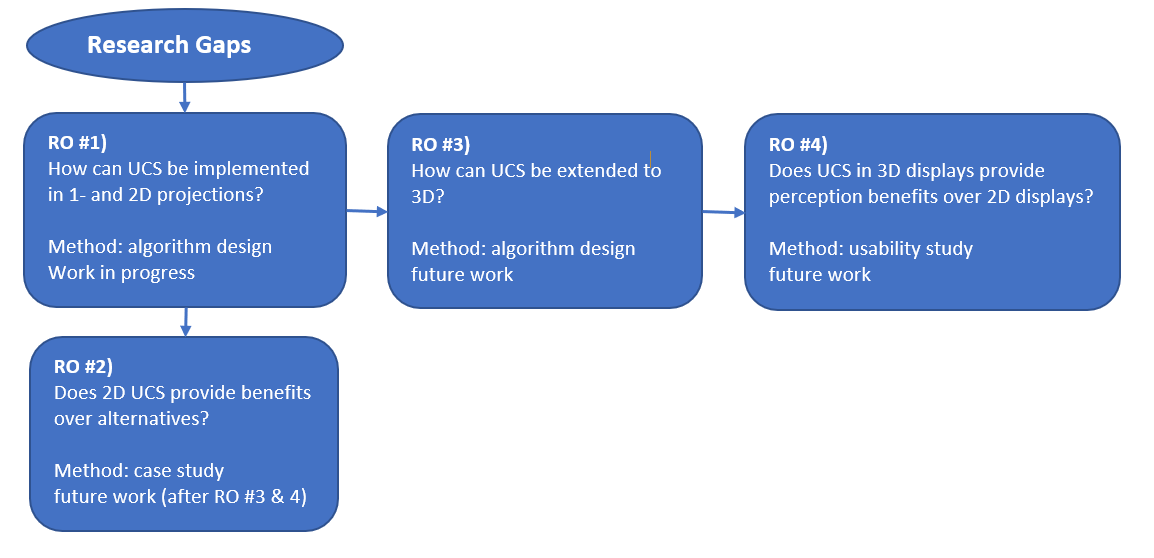 Research Gaps
RO #1)
How can UCS be implemented
in 1- and 2D projections?
Method: algorithm design
Work in progress
RO #3)
How can UCS be extended to
3D?
Method: algorithm design
future work
RO #4)
Does UCS in 3D displays provide
perception benefits over 2D displays?
Method: usability study
future work
RO #2)
Does 2D UCS provide benefits
over alternatives?
Method: case study
future work (after RO #3 & 4)